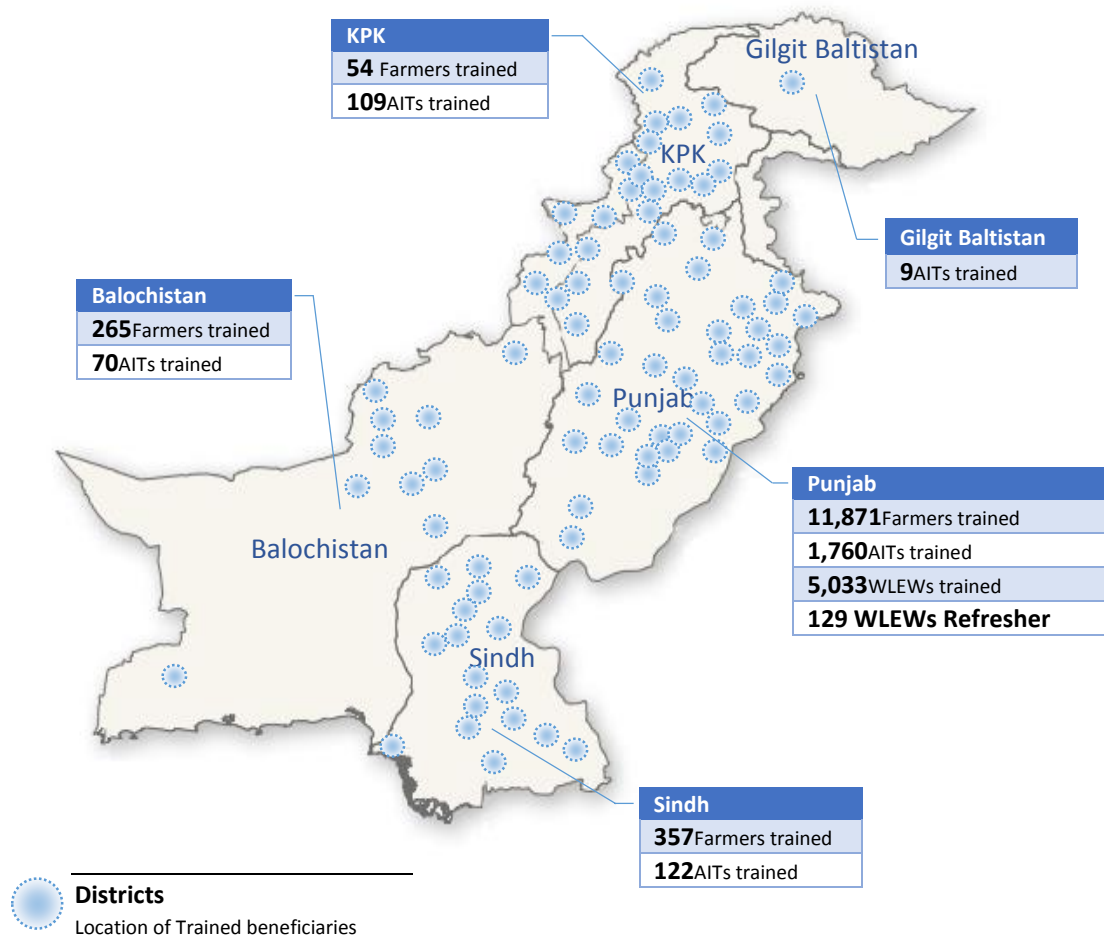 KPK
54 Farmers trained
109AITs trained
Gilgit Baltistan
KPK
Gilgit Baltistan
9AITs trained
Balochistan
265Farmers trained
70AITs trained
Punjab
Punjab
11,871Farmers trained
1,760AITs trained
5,033WLEWs trained
129 WLEWs Refresher
Balochistan
Sindh
Sindh
357Farmers trained
122AITs trained
Districts
Location of Trained beneficiaries